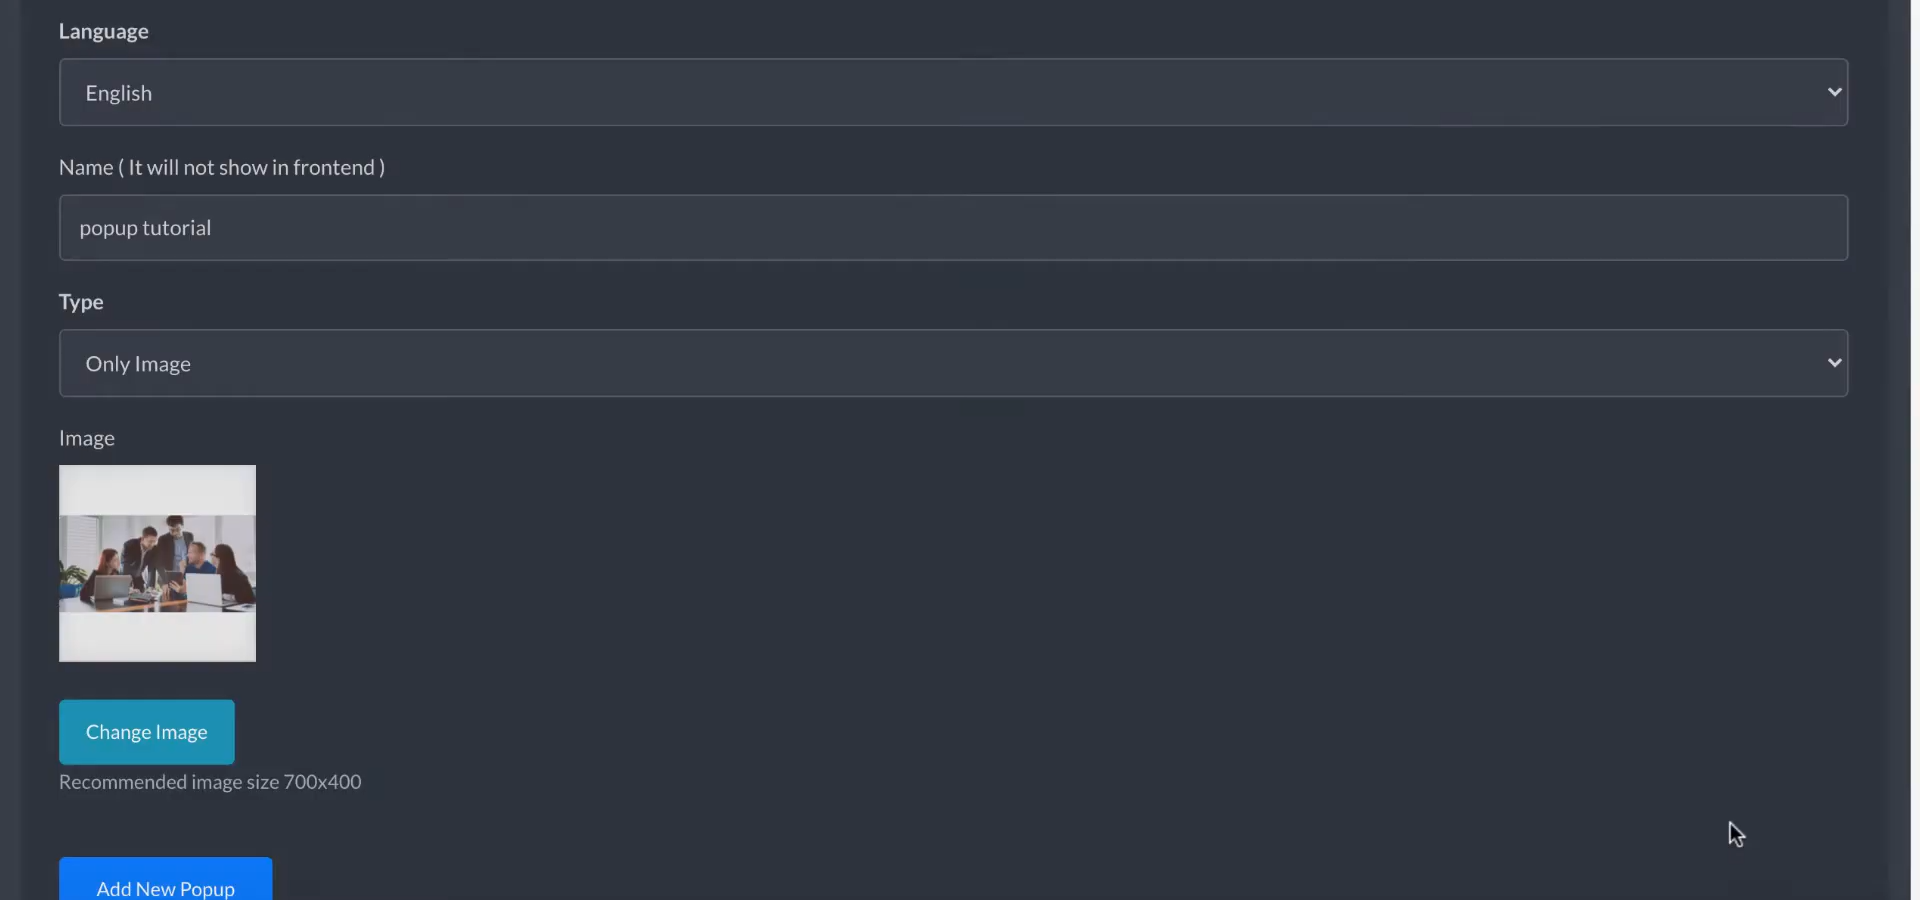 Language
English
Name ( It will not show in frontend )
popup tutorial
Type
Only Image
Image
Change Image
Recommended image size 700x400
Add New Popup